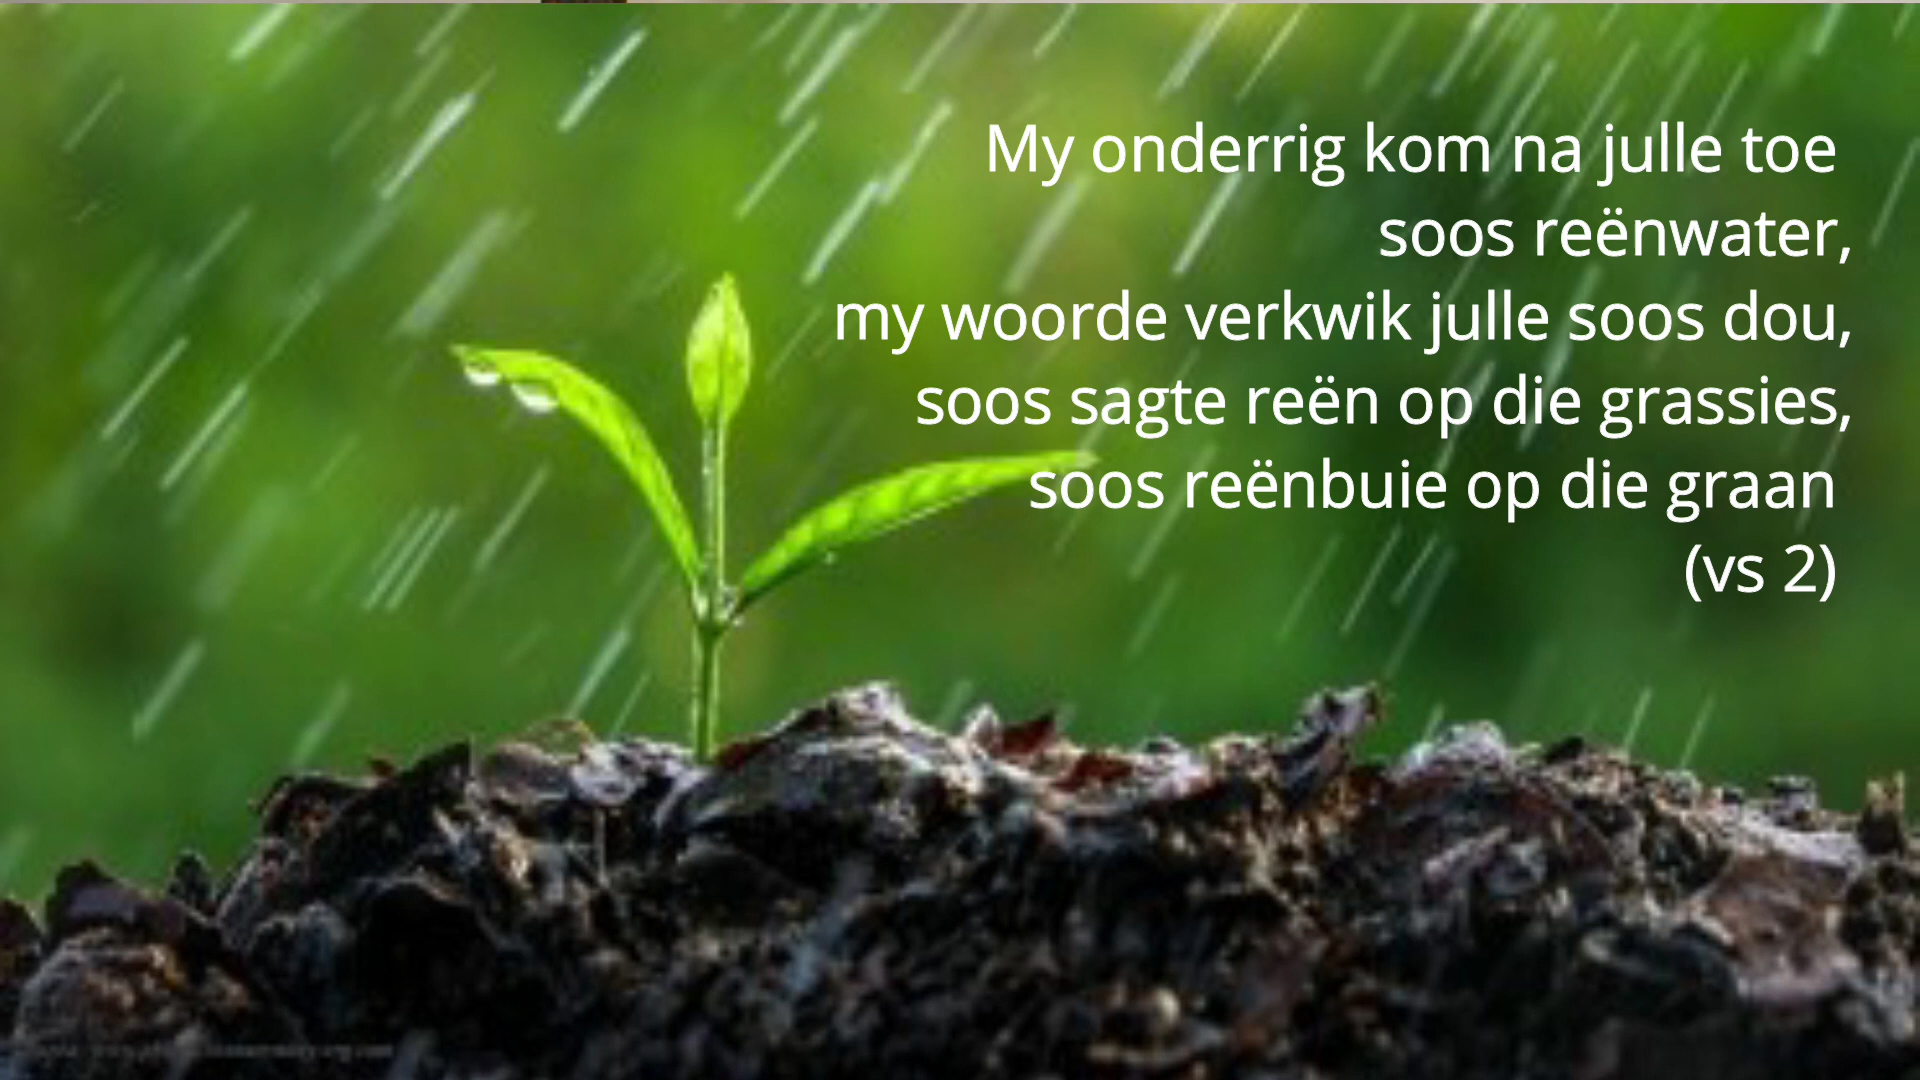 My onderrig kom na julle toe
soos reënwater,
my woorde verkwik julle soos dou,
soos sagte reën op die grassies,
soos reënbuie op die graan
(vs 2)